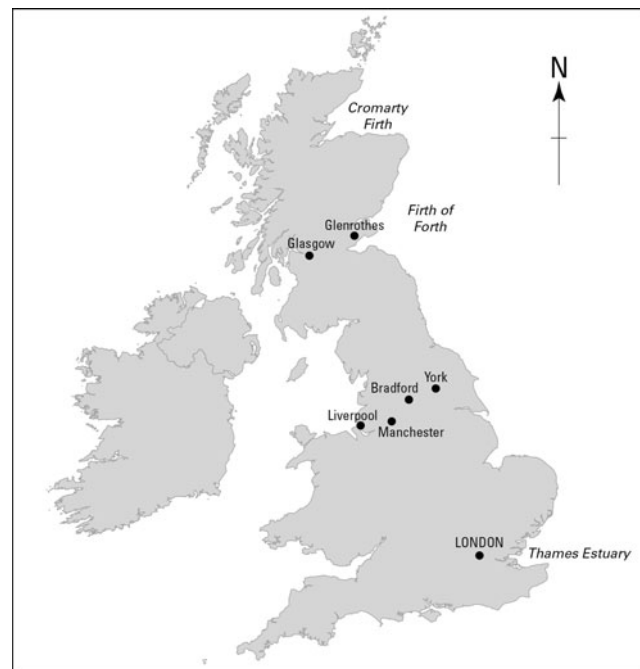 N
Cromarty
Firth
Firth of
Forth
Glenrothes
Glasgow
York
Bradford
Liverpool
Manchester
LONDON
Thames Estuary